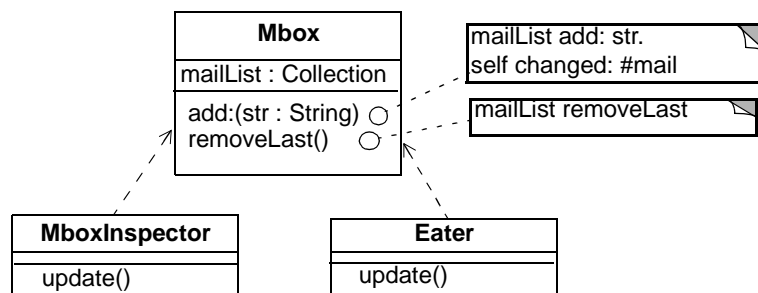 Mbox
mailList : Collection
add:(str : String)
removeLast()
mailList add: str.
self changed: #mail
mailList removeLast
MboxInspector
update()
Eater
update()